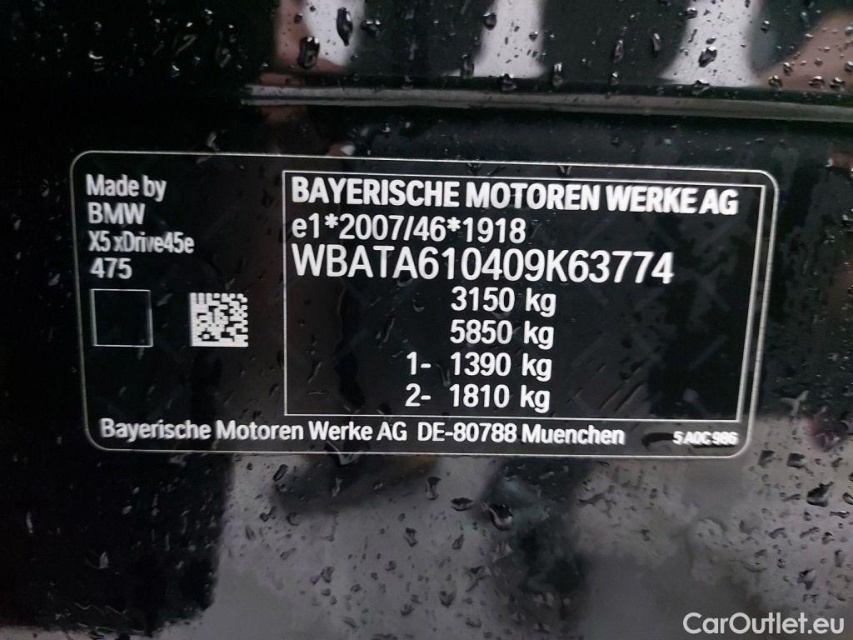 Made by
BMW
X5 xDrive45e
475
BAYERISCHE MOTOREN WERKE AG
e1*2007/46*1918
WBATA610409K63774
3150 kg
5850 kg
1- 1390 kg
2- 1810 kg
Bayerische Motoren Werke AG DE-80788 Muenchen
5A0C986
CarOutlet.eu